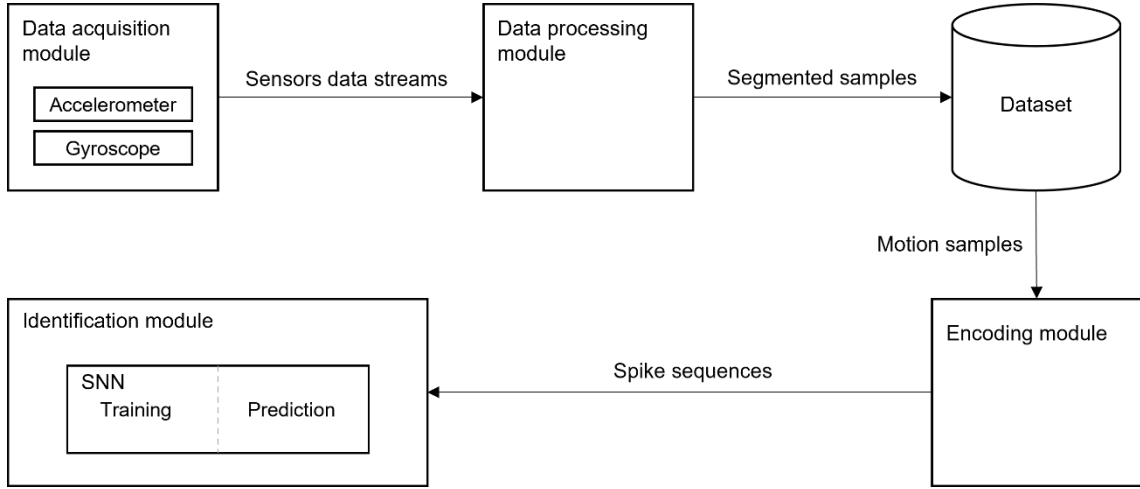 Data acquisition
module
Accelerometer
Gyroscope
Sensors data streams
Data processing
module
Segmented samples
Dataset
Motion samples
Encoding module
Spike sequences
Identification module
SNN
Training
Prediction